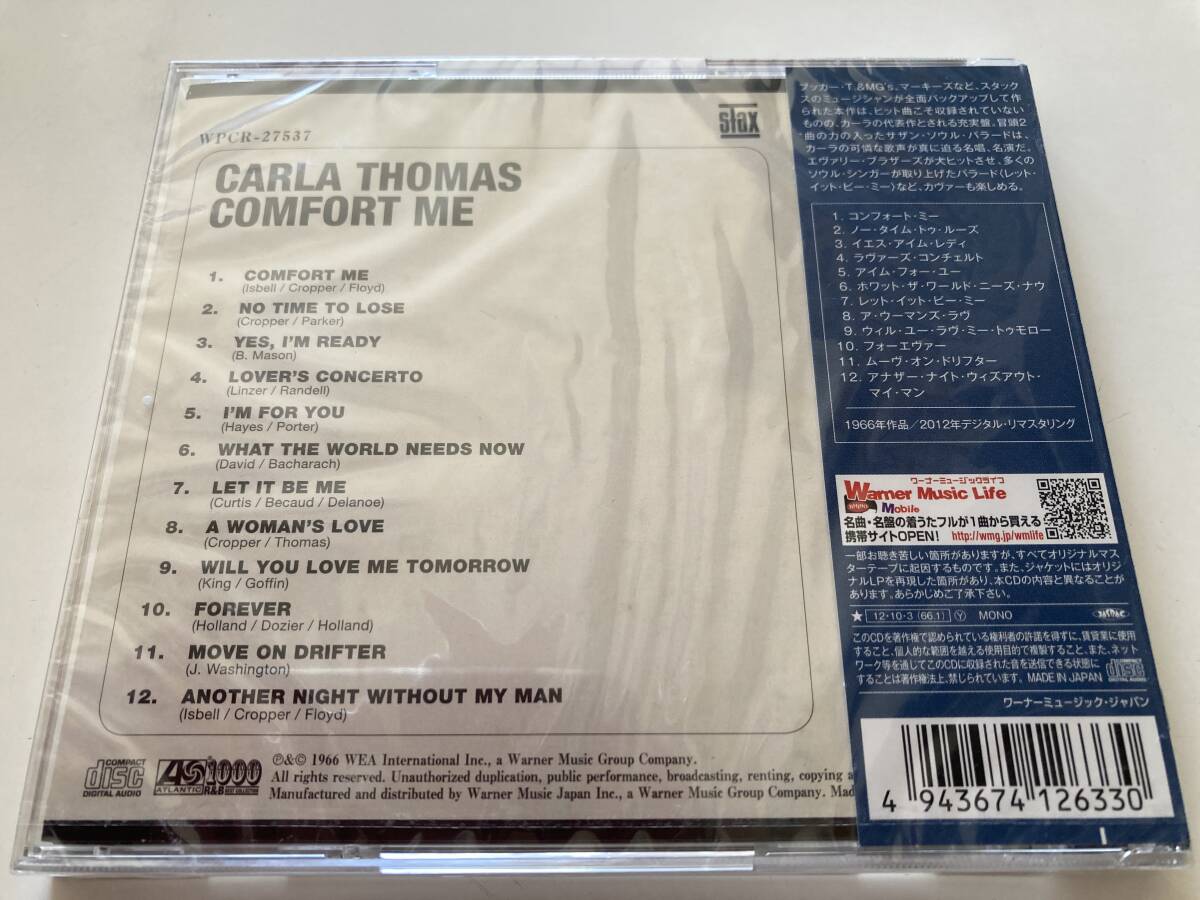 WPCR-27537
stax
CARLA THOMAS
COMFORT ME
1. COMFORT ME
(Isbell / Cropper / Floyd)
2. NO TIME TO LOSE
(Cropper / Parker)
3. YES, I'M READY
(B. Mason)
4. LOVER'S CONCERTO
(Linzer / Randell)
5. I'M FOR YOU
(Hayes / Porter)
6. WHAT THE WORLD NEEDS NOW
(David / Bacharach)
7. LET IT BE ME
(Curtis / Becaud / Delanoe)
8. A WOMAN'S LOVE
(Cropper / Thomas)
9. WILL YOU LOVE ME TOMORROW
(King / Goffin)
10. FOREVER
(Holland / Dozier / Holland)
11. MOVE ON DRIFTER
(J. Washington)
12. ANOTHER NIGHT WITHOUT MY MAN
(Isbell / Cropper / Floyd)
COMPACT
disc
DIGITAL AUDIO
ATLANTIC
1000
R&B BEST COLLECTION
℗&© 1966 WEA International Inc., a Warner Music Group Company.
All rights reserved. Unauthorized duplication, public performance, broadcasting, renting, copying a
Manufactured and distributed by Warner Music Japan Inc., a Warner Music Group Company. Mad
ブッカー・T.&MG's、マーキーズなど、スタック
スのミュージシャンが全面バックアップして作
られた本作は、ヒット曲こそ収録されていない
ものの、カーラの代表作とされる充実盤。冒頭2
曲の力の入ったサザン・ソウル・バラードは、
カーラの可憐な歌声が真に迫る名唱、名演だ。
エヴァリー・ブラザーズが大ヒットさせ、多くの
ソウル・シンガーが取り上げたバラード〈レット・
イット・ビー・ミー〉など、カヴァーも楽しめる。
1. コンフォート・ミー
2. ノー・タイム・トゥ・ルーズ
3. イエス・アイム・レディ
4. ラヴァーズ・コンチェルト
5. アイム・フォー・ユー
6. ホワット・ザ・ワールド・ニーズ・ナウ
7. レット・イット・ビー・ミー
8. ア・ウーマンズ・ラヴ
9. ウィル・ユー・ラヴ・ミー・トゥモロー
10. フォーエヴァー
11. ムーヴ・オン・ドリフター
12. アナザー・ナイト・ウィズアウト・
マイ・マン
1966年作品/2012年デジタル・リマスタリング
ワーナーミュージックライフ
Warner Music Life
Mobile
名曲・名盤の着うたフルが1曲から買える
携帯サイトOPEN! http://wmg.jp/wmlife
一部お聴き苦しい箇所がありますが、すべてオリジナルマス
ターテープに起因するものです。また、ジャケットにはオリジ
ナルLPを再現した箇所があり、本CDの内容と異なることが
あります。あらかじめご了承下さい。
★ 12・10・3 (66.1) Ⓨ MONO
このCDを著作権で認められている権利者の許諾を得ずに、賃貸業に使用
すること、個人的な範囲を越える使用目的で複製すること、また、ネット
ワーク等を通じてこのCDに収録された音を送信できる状態に
することは著作権法上、禁じられています。 MADE IN JAPAN
disc
ワーナーミュージック・ジャパン
4 943674 126330